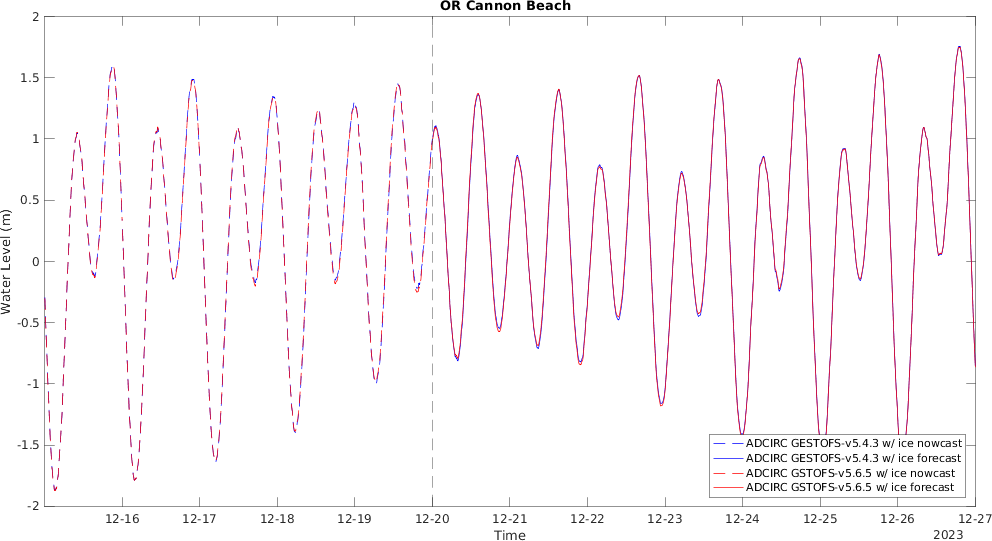 OR Cannon Beach
2
1.5
1
0.5
0
-0.5
-1
-1.5
-2
Water Level (m)
ADCIRC GESTOFS-v5.4.3 w/ ice nowcast
ADCIRC GESTOFS-v5.4.3 w/ ice forecast
ADCIRC GSTOFS-v5.6.5 w/ ice nowcast
ADCIRC GSTOFS-v5.6.5 w/ ice forecast
12-16 12-17 12-18 12-19 12-20 12-21 12-22 12-23 12-24 12-25 12-26 12-27
Time
2023